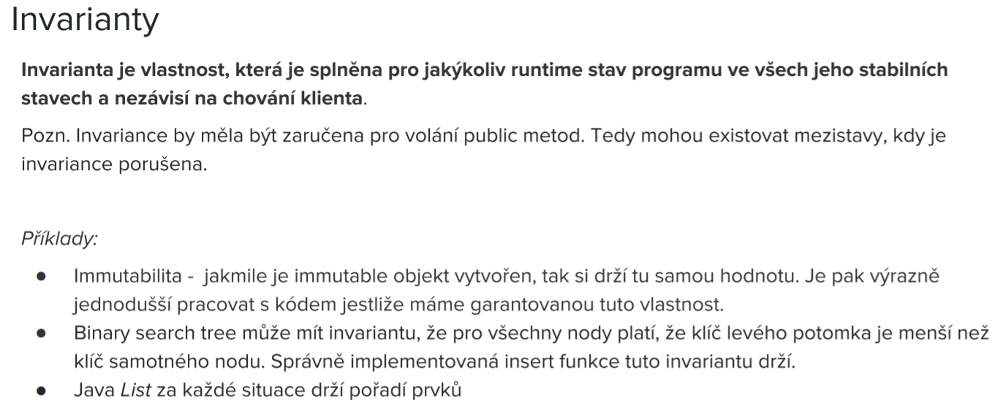 Invarianty
Invarianta je vlastnost, která je splněna pro jakýkoliv runtime stav programu ve všech jeho stabilních
stavech a nezávisí na chování klienta.
Pozn. Invariance by měla být zaručena pro volání public metod. Tedy mohou existovat mezistavy, kdy je
invariance porušena.
Příklady:
● Immutabilita - jakmile je immutable objekt vytvořen, tak si drží tu samou hodnotu. Je pak výrazně
jednodušší pracovat s kódem jestliže máme garantovanou tuto vlastnost.
● Binary search tree může mít invariantu, že pro všechny nody platí, že klíč levého potomka je menší než
klíč samotného nodu. Správně implementovaná insert funkce tuto invariantu drží.
● Java List za každé situace drží pořadí prvků